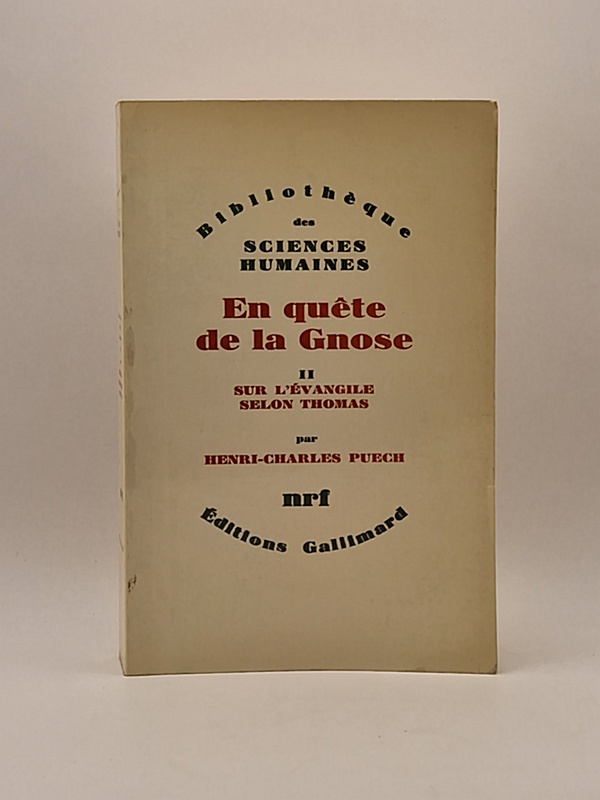 Bibliothèque
des
SCIENCES
HUMAINES
En quête
de la Gnose
II
SUR L'ÉVANGILE
SELON THOMAS
par
HENRI-CHARLES PUECH
nrf
Éditions Gallimard